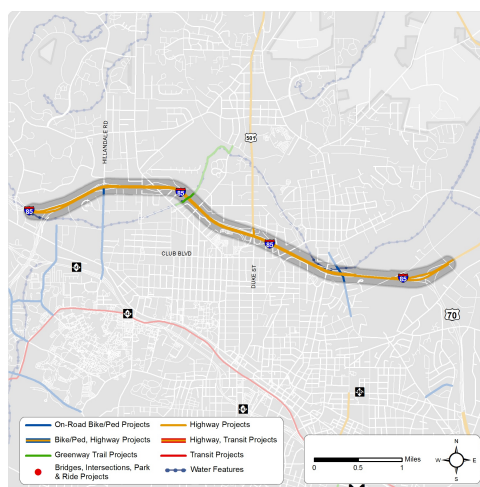 HILLANDALE RD
501
85
85
CLUB BLVD
85
DUKE ST
85
70
On-Road Bike/Ped Projects
Highway Projects
Bike/Ped, Highway Projects
Highway, Transit Projects
Greenway Trail Projects
Transit Projects
Bridges, Intersections, Park
& Ride Projects
Water Features
Miles
0
0.5
1
N
W
E
S